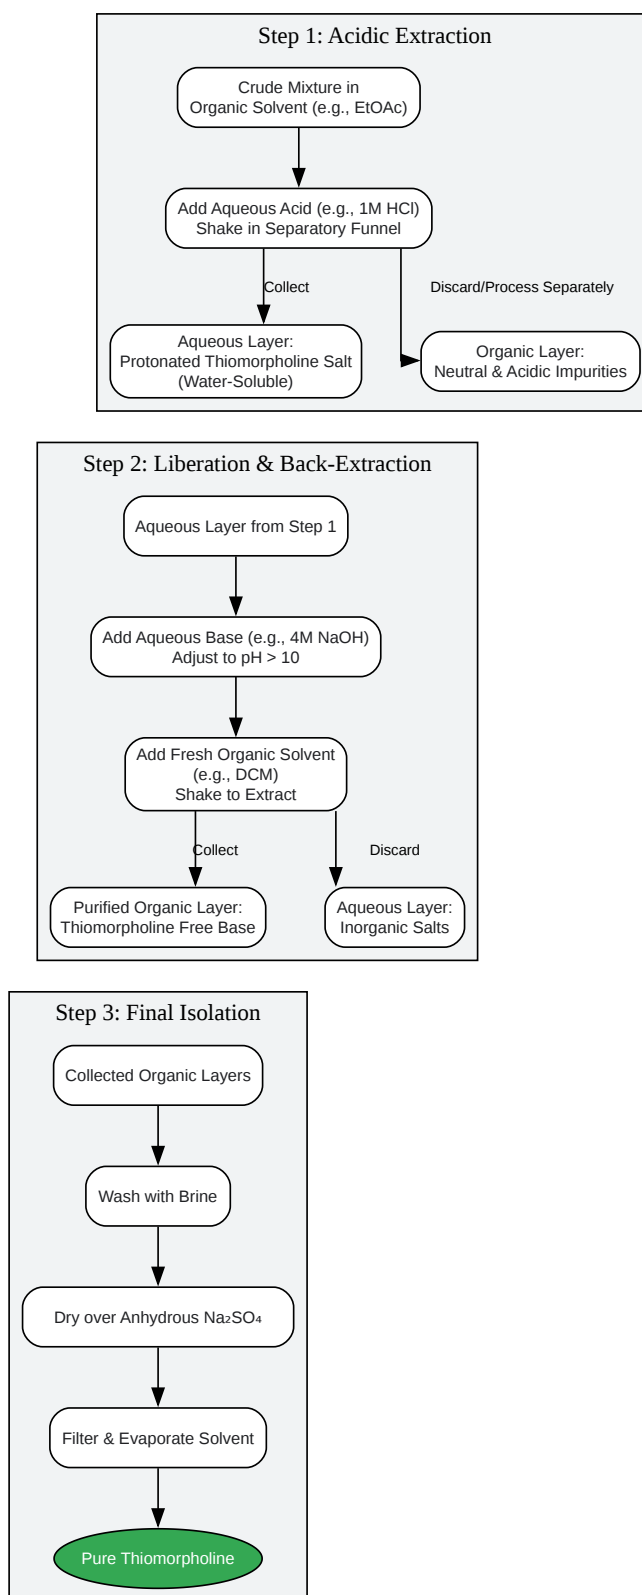 Step 1: Acidic Extraction
Crude Mixture in
Organic Solvent (e.g., EtOAc)
Add Aqueous Acid (e.g., 1M HCl)
Shake in Separatory Funnel
Collect
Discard/Process Separately
Aqueous Layer:
Protonated Thiomorpholine Salt
(Water-Soluble)
Organic Layer:
Neutral & Acidic Impurities
Step 2: Liberation & Back-Extraction
Aqueous Layer from Step 1
Add Aqueous Base (e.g., 4M NaOH)
Adjust to pH > 10
Add Fresh Organic Solvent
(e.g., DCM)
Shake to Extract
Collect
Discard
Purified Organic Layer:
Thiomorpholine Free Base
Aqueous Layer:
Inorganic Salts
Step 3: Final Isolation
Collected Organic Layers
Wash with Brine
Dry over Anhydrous Na₂SO₄
Filter & Evaporate Solvent
Pure Thiomorpholine